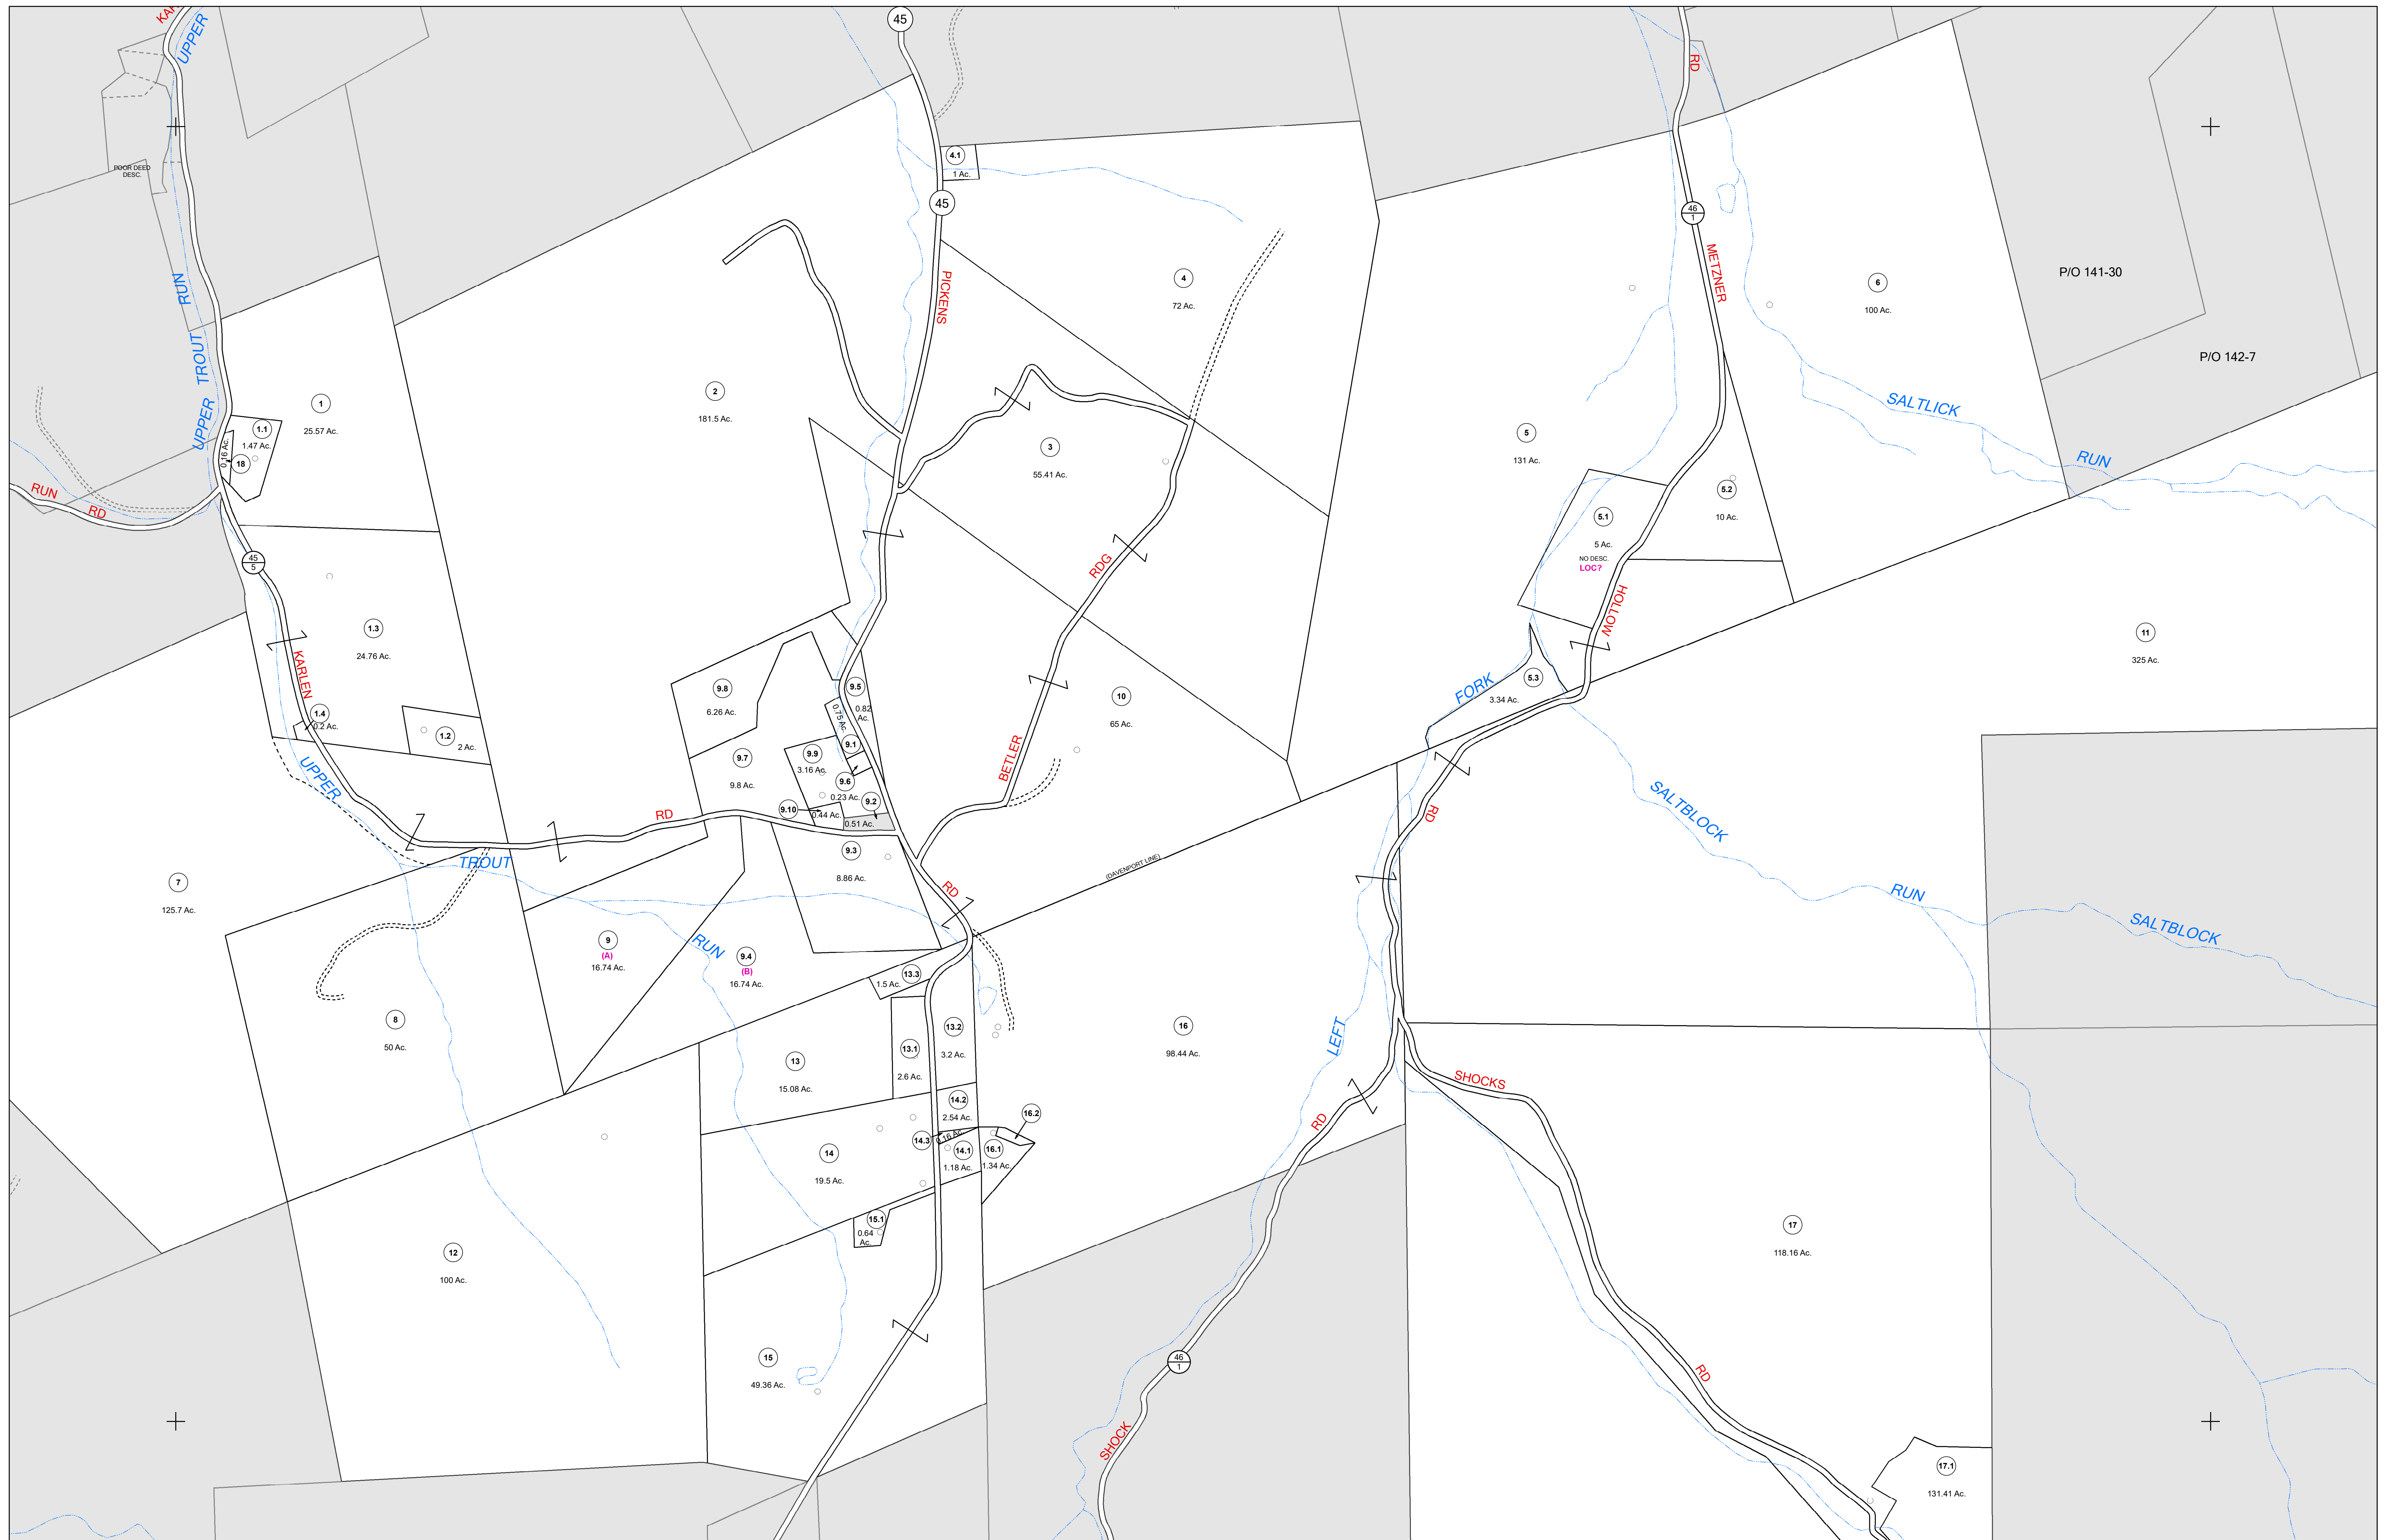 KAR
UPPER
45
RD
4.1
1 Ac.
POOR DEED
DESC.
45
46
1
METZNER
P/O 141-30
4
72 Ac.
6
100 Ac.
PICKENS
RUN
TROUT
UPPER
P/O 142-7
2
181.5 Ac.
1
25.57 Ac.
SALTLICK
RUN
1.1
1.47 Ac.
0.16 Ac.
18
3
55.41 Ac.
5
131 Ac.
5.2
10 Ac.
RUN
RD
5.1
5 Ac.
NO DESC.
LOC?
45
5
RDG
HOLLOW
1.3
24.76 Ac.
11
325 Ac.
KARLEN
9.8
6.26 Ac.
9.5
0.82
Ac.
0.75 Ac.
10
65 Ac.
FORK
5.3
3.34 Ac.
1.4
0.2 Ac.
1.2
2 Ac.
9.1
9.9
3.16 Ac.
9.7
9.8 Ac.
BETLER
UPPER
9.6
0.23 Ac.
9.2
9.10
0.44 Ac.
0.51 Ac.
RD
RD
SALTBLOCK
9.3
8.86 Ac.
TROUT
(DAVENPORT LINE)
7
125.7 Ac.
RD
RUN
SALTBLOCK
9
(A)
16.74 Ac.
RUN
9.4
(B)
16.74 Ac.
13.3
1.5 Ac.
8
50 Ac.
13.2
3.2 Ac.
16
98.44 Ac.
LEFT
13
15.08 Ac.
13.1
2.6 Ac.
SHOCKS
14.2
2.54 Ac.
16.2
RD
14.3
0.16 Ac.
14
19.5 Ac.
14.1
1.18 Ac.
16.1
1.34 Ac.
15.1
0.64
Ac.
17
118.16 Ac.
12
100 Ac.
15
49.36 Ac.
46
1
RD
SHOCK
17.1
131.41 Ac.